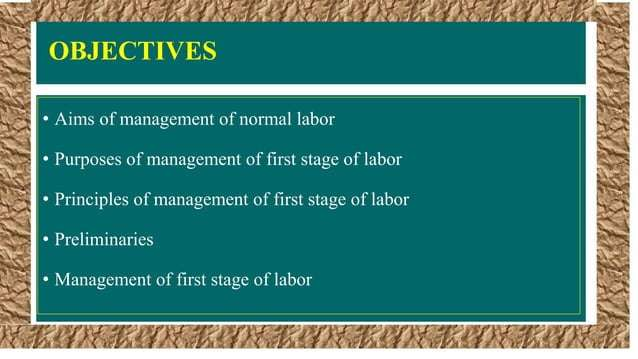 OBJECTIVES
• Aims of management of normal labor
• Purposes of management of first stage of labor
• Principles of management of first stage of labor
• Preliminaries
• Management of first stage of labor